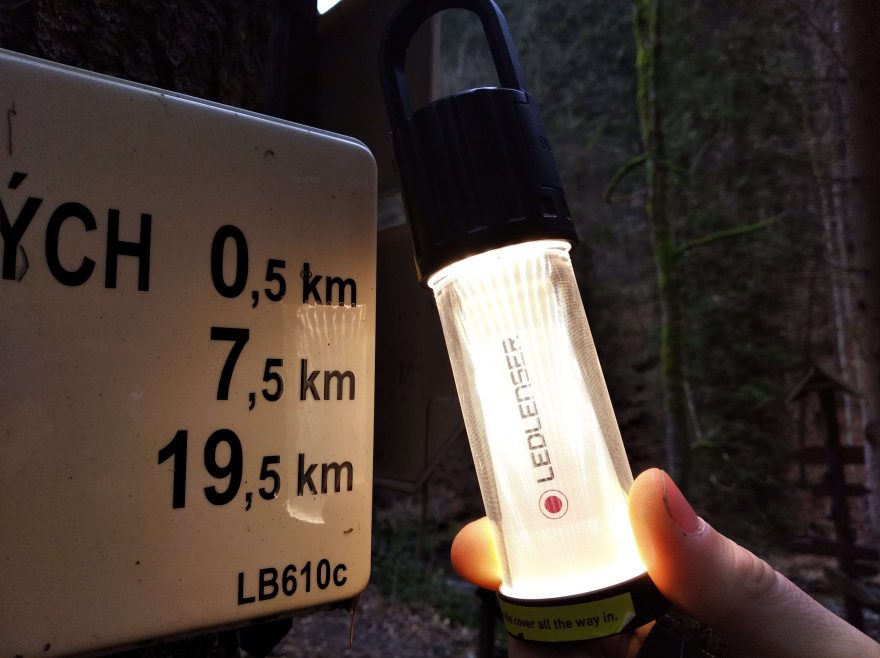 ÝCH 0,5 km
7,5 km
19,5 km
LB610c
LEDLENSER
cover all the way in.